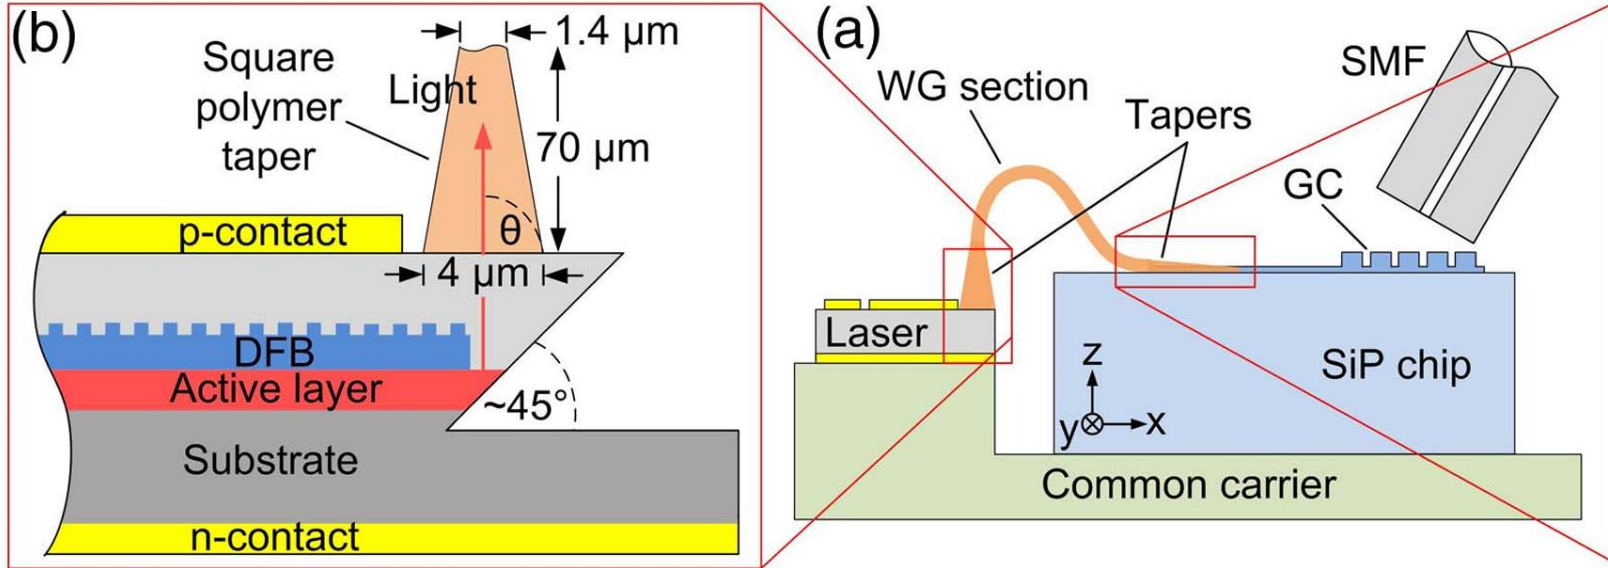 (b)
1.4 μm
Square
polymer
taper
Light
70 μm
p-contact
θ
4 μm
DFB
Active layer
~45°
Substrate
n-contact
(a)
SMF
WG section
Tapers
GC
Laser
z
SiP chip
y
x
Common carrier